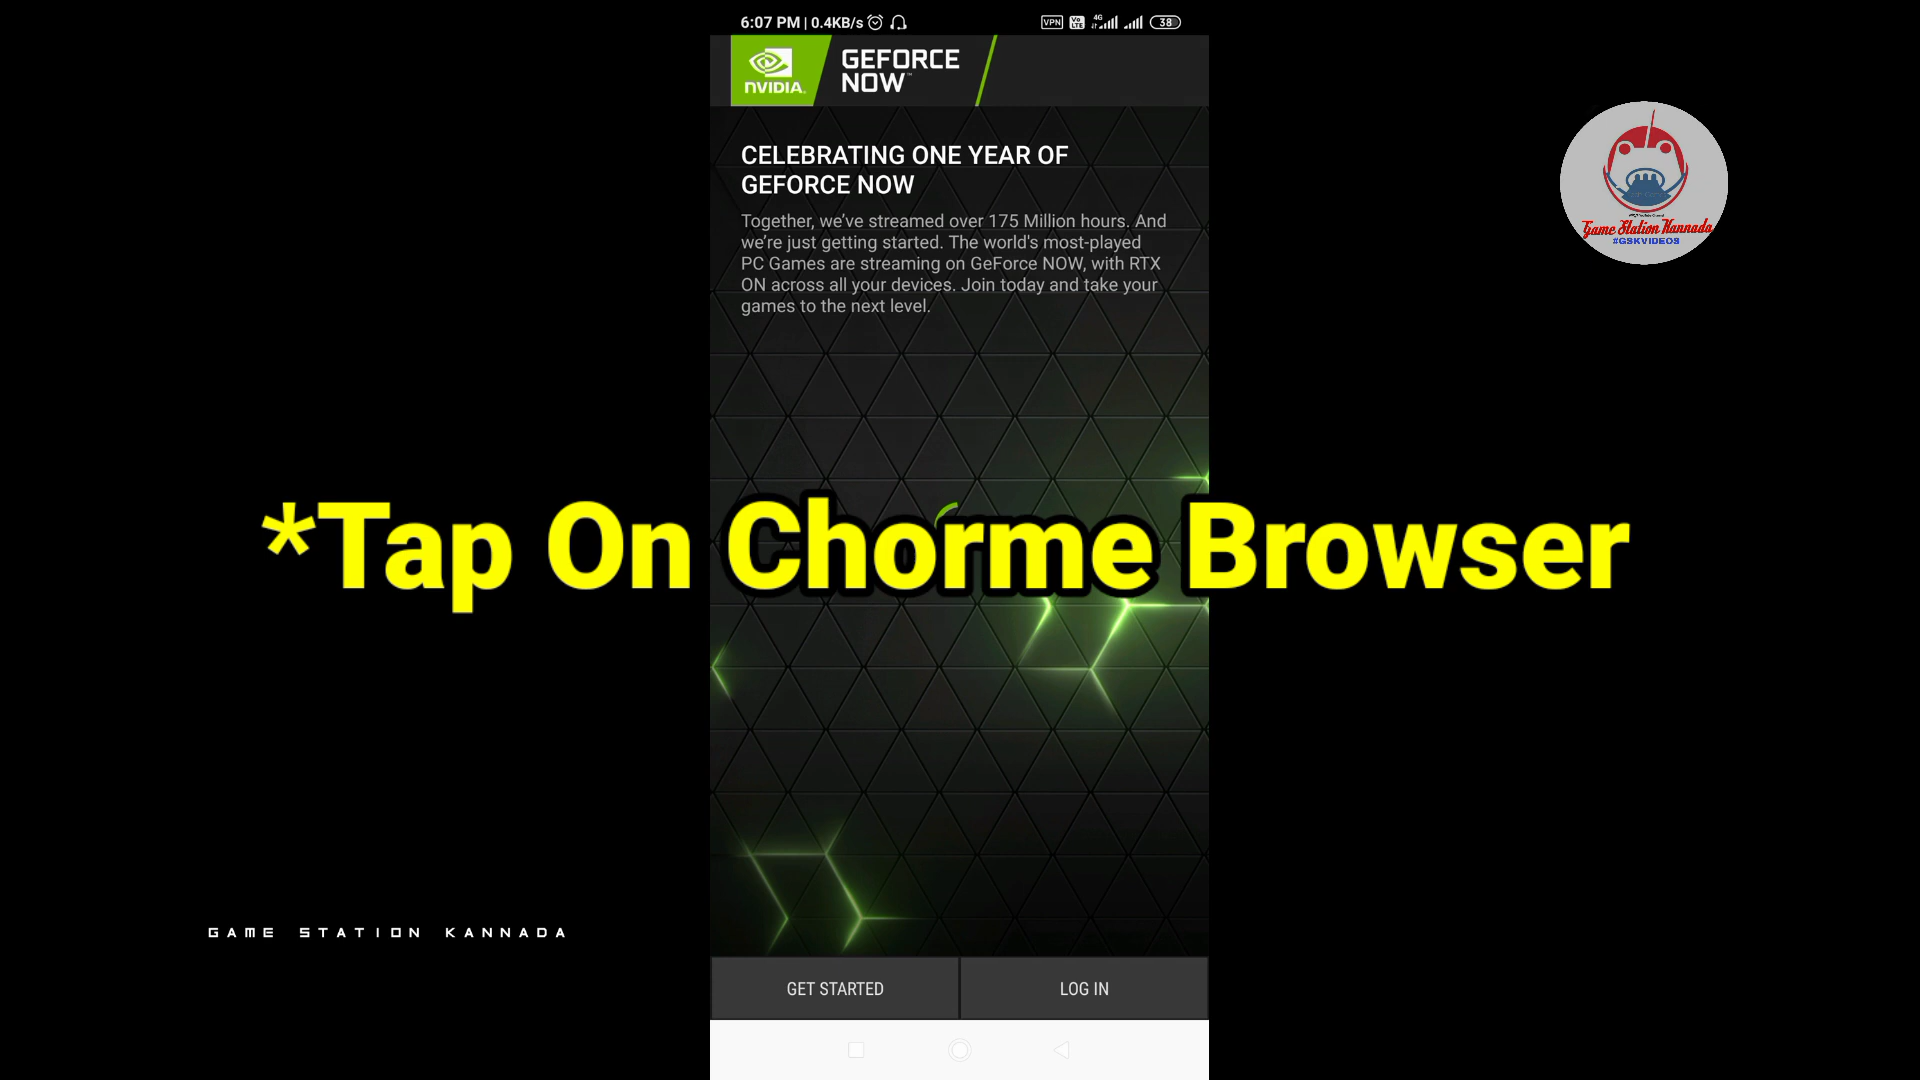 6:07 PM | 0.4KB/s
VPN
Vo LTE
4G
38
NVIDIA.
GEFORCE
NOW™
CELEBRATING ONE YEAR OF
GEFORCE NOW
Together, we’ve streamed over 175 Million hours. And
we’re just getting started. The world's most-played
PC Games are streaming on GeForce NOW, with RTX
ON across all your devices. Join today and take your
games to the next level.
Game Station Kannada
#GSKVIDEOS
*Tap On Chorme Browser
GAME STATION KANNADA
GET STARTED
LOG IN